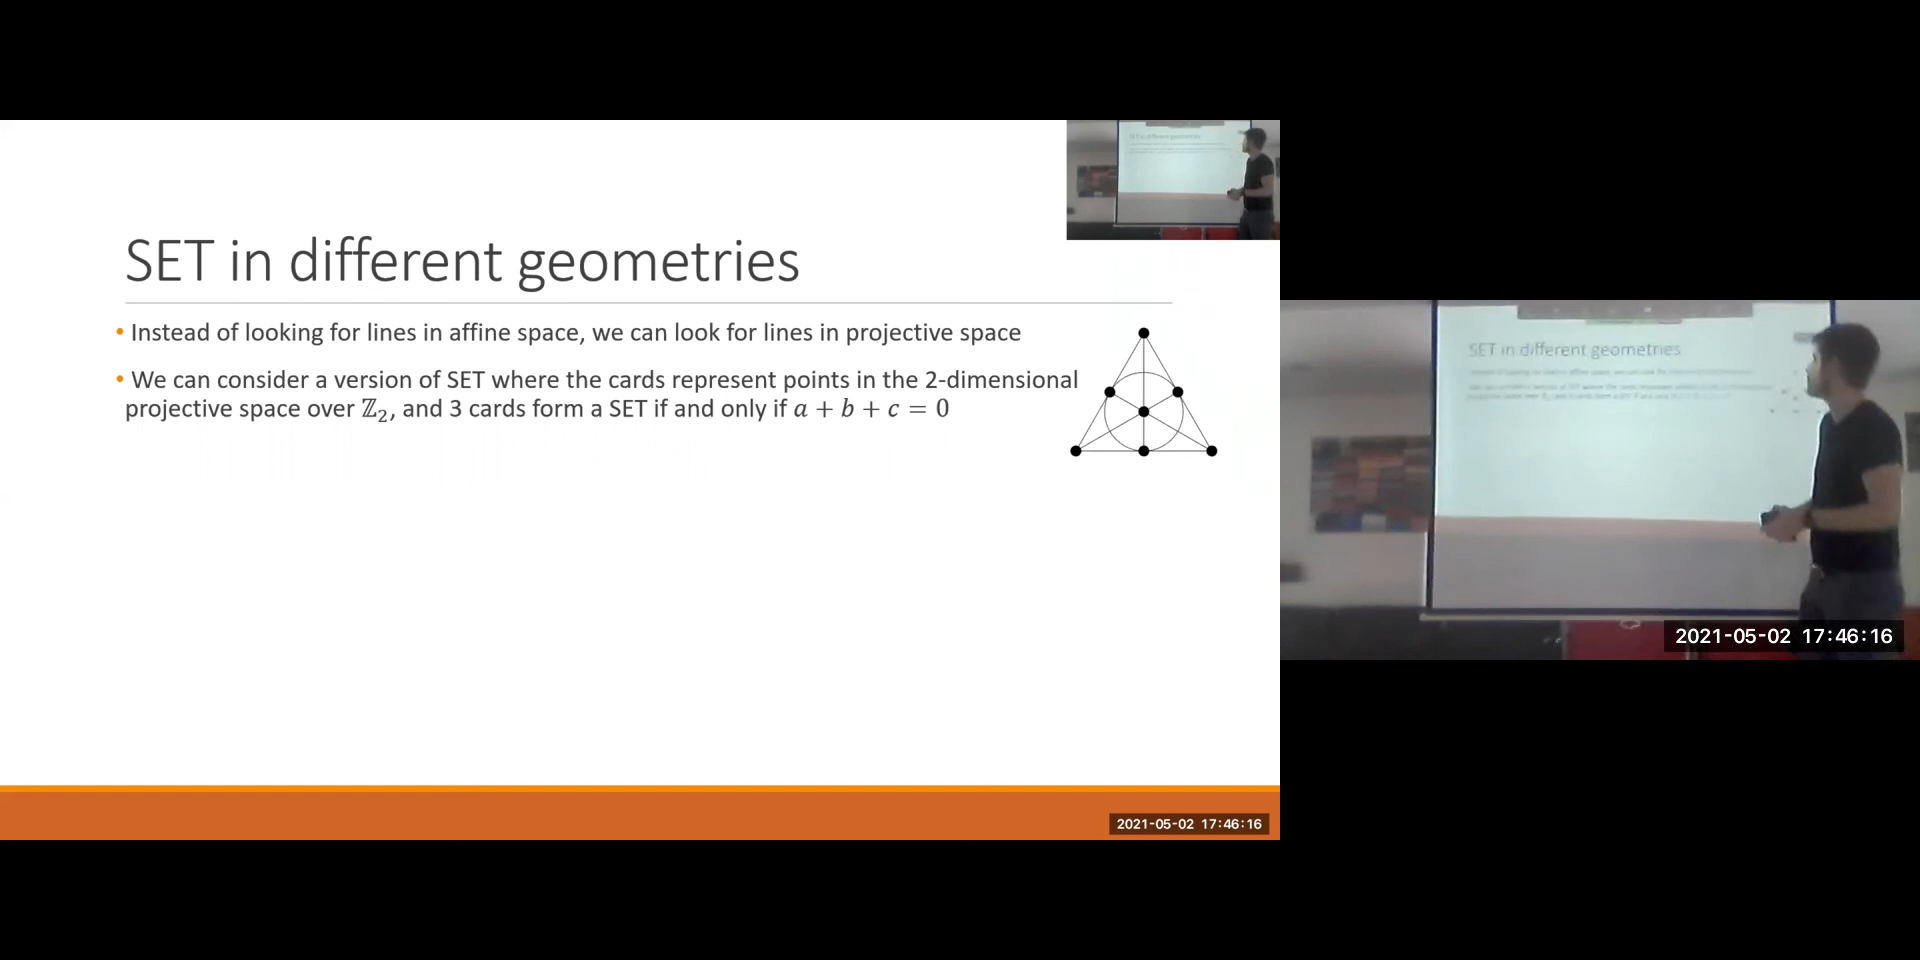 SET in different geometries
• Instead of looking for lines in affine space, we can look for lines in projective space
• We can consider a version of SET where the cards represent points in the 2-dimensional
projective space over ℤ₂, and 3 cards form a SET if and only if a + b + c = 0
2021-05-02 17:46:16
SET in different geometries
2021-05-02 17:46:16